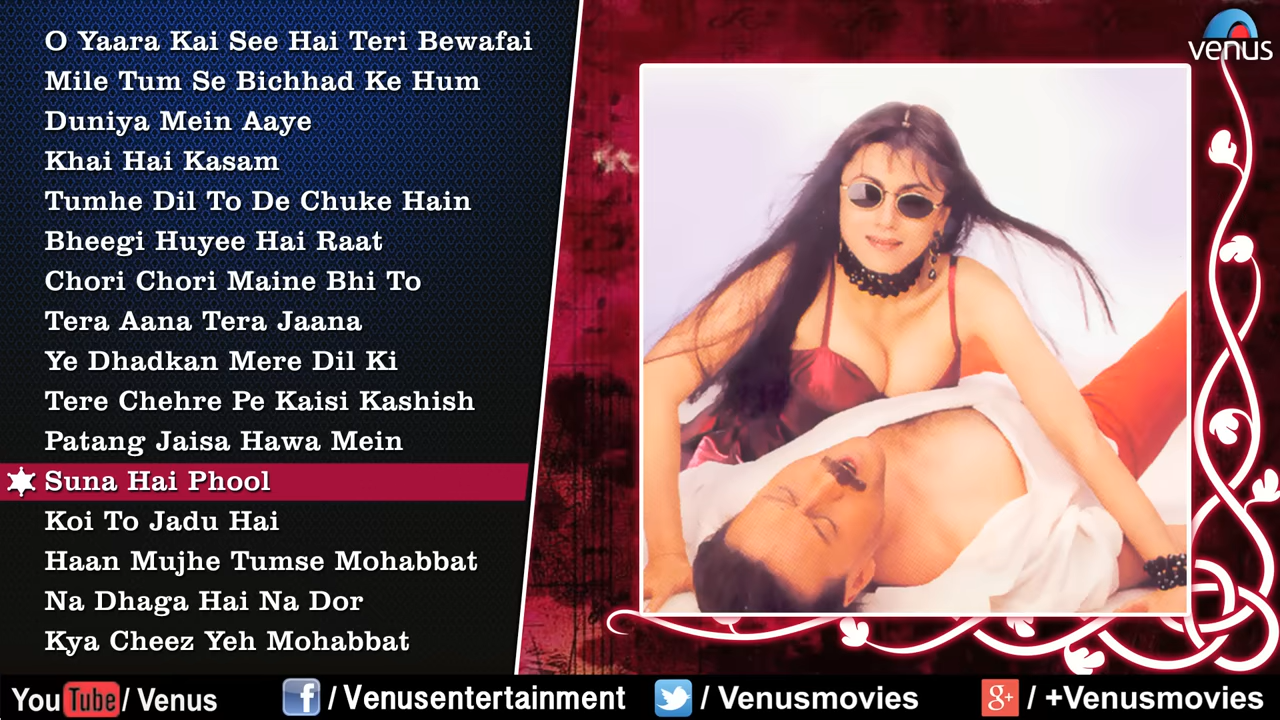 O Yaara Kai See Hai Teri Bewafai
Mile Tum Se Bichhad Ke Hum
Duniya Mein Aaye
Khai Hai Kasam
Tumhe Dil To De Chuke Hain
Bheegi Huyee Hai Raat
Chori Chori Maine Bhi To
Tera Aana Tera Jaana
Ye Dhadkan Mere Dil Ki
Tere Chehre Pe Kaisi Kashish
Patang Jaisa Hawa Mein
Suna Hai Phool
Koi To Jadu Hai
Haan Mujhe Tumse Mohabbat
Na Dhaga Hai Na Dor
Kya Cheez Yeh Mohabbat
venus
You Tube / Venus f / Venusentertainment / Venusmovies g+ / +Venusmovies